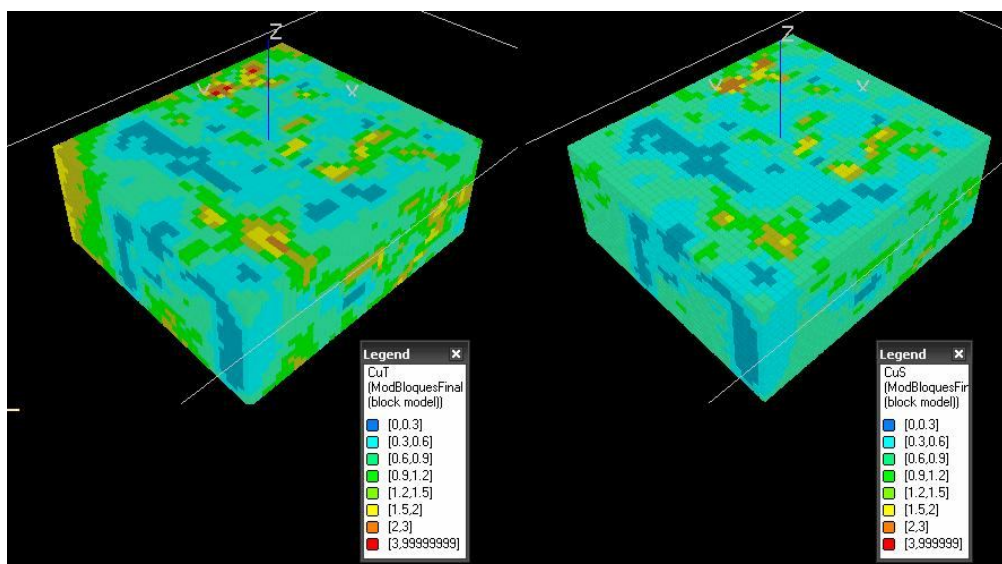 Z
Y
X
Z
Y
X
Legend
CuT
(ModBloquesFinal
(block model))
[0,0.3]
[0.3,0.6]
[0.6,0.9]
[0.9,1.2]
[1.2,1.5]
[1.5,2]
[2,3]
[3,99999999]
Legend
CuS
(ModBloquesFin
(block model))
[0,0.3]
[0.3,0.6]
[0.6,0.9]
[0.9,1.2]
[1.2,1.5]
[1.5,2]
[2,3]
[3,999999]